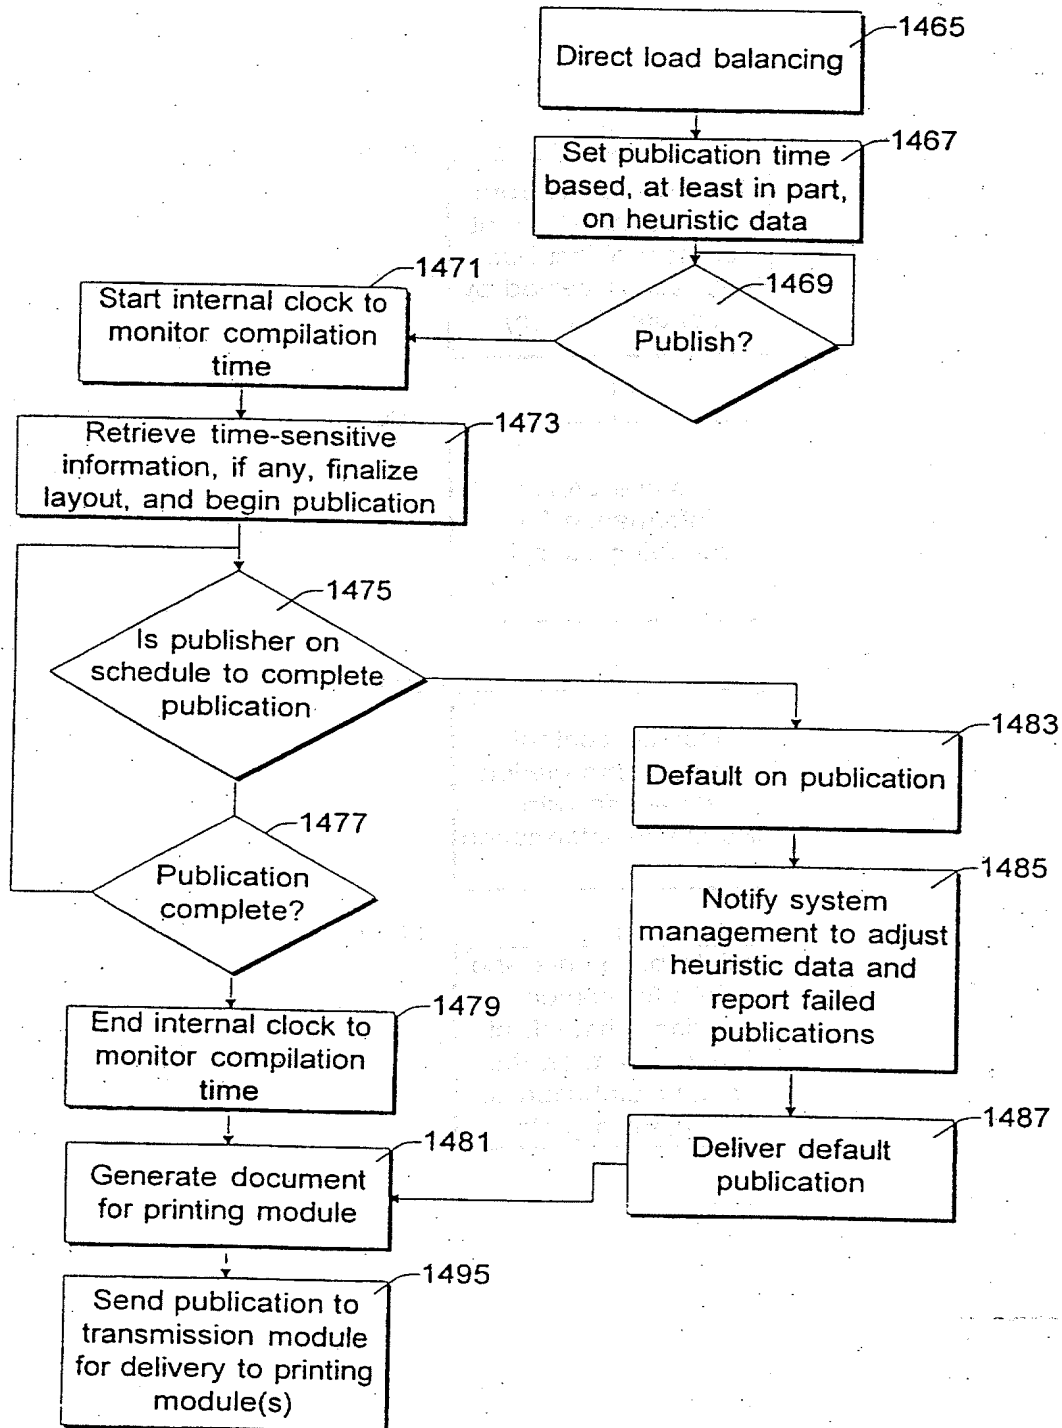 1465
Direct load balancing
1467
Set publication time
based, at least in part,
on heuristic data
1469
Publish?
1471
Start internal clock to
monitor compilation
time
1473
Retrieve time-sensitive
information, if any, finalize
layout, and begin publication
1475
Is publisher on
schedule to complete
publication
1477
Publication
complete?
1479
End internal clock to
monitor compilation
time
1481
Generate document
for printing module
1495
Send publication to
transmission module
for delivery to printing
module(s)
1483
Default on publication
1485
Notify system
management to adjust
heuristic data and
report failed
publications
1487
Deliver default
publication